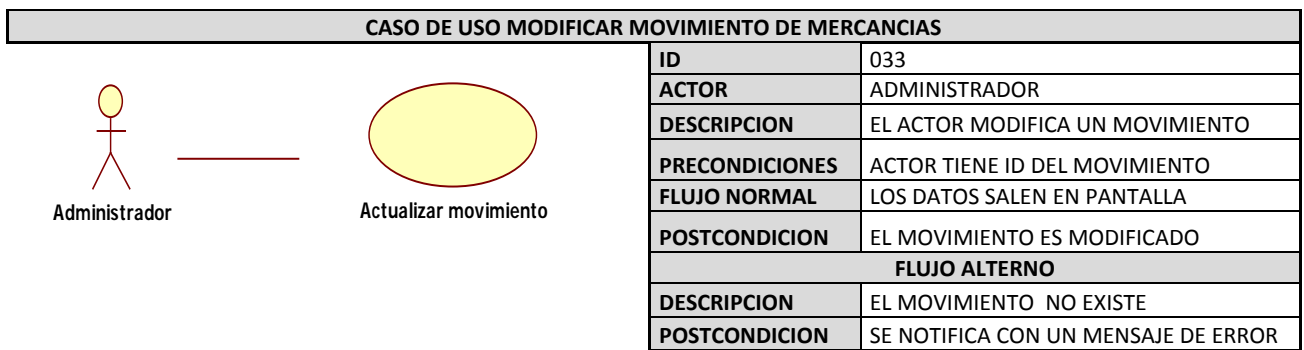 CASO DE USO MODIFICAR MOVIMIENTO DE MERCANCIAS
ID 033
ACTOR ADMINISTRADOR
DESCRIPCION EL ACTOR MODIFICA UN MOVIMIENTO
PRECONDICIONES ACTOR TIENE ID DEL MOVIMIENTO
FLUJO NORMAL LOS DATOS SALEN EN PANTALLA
POSTCONDICION EL MOVIMIENTO ES MODIFICADO
FLUJO ALTERNO
DESCRIPCION EL MOVIMIENTO NO EXISTE
POSTCONDICION SE NOTIFICA CON UN MENSAJE DE ERROR
Administrador
Actualizar movimiento